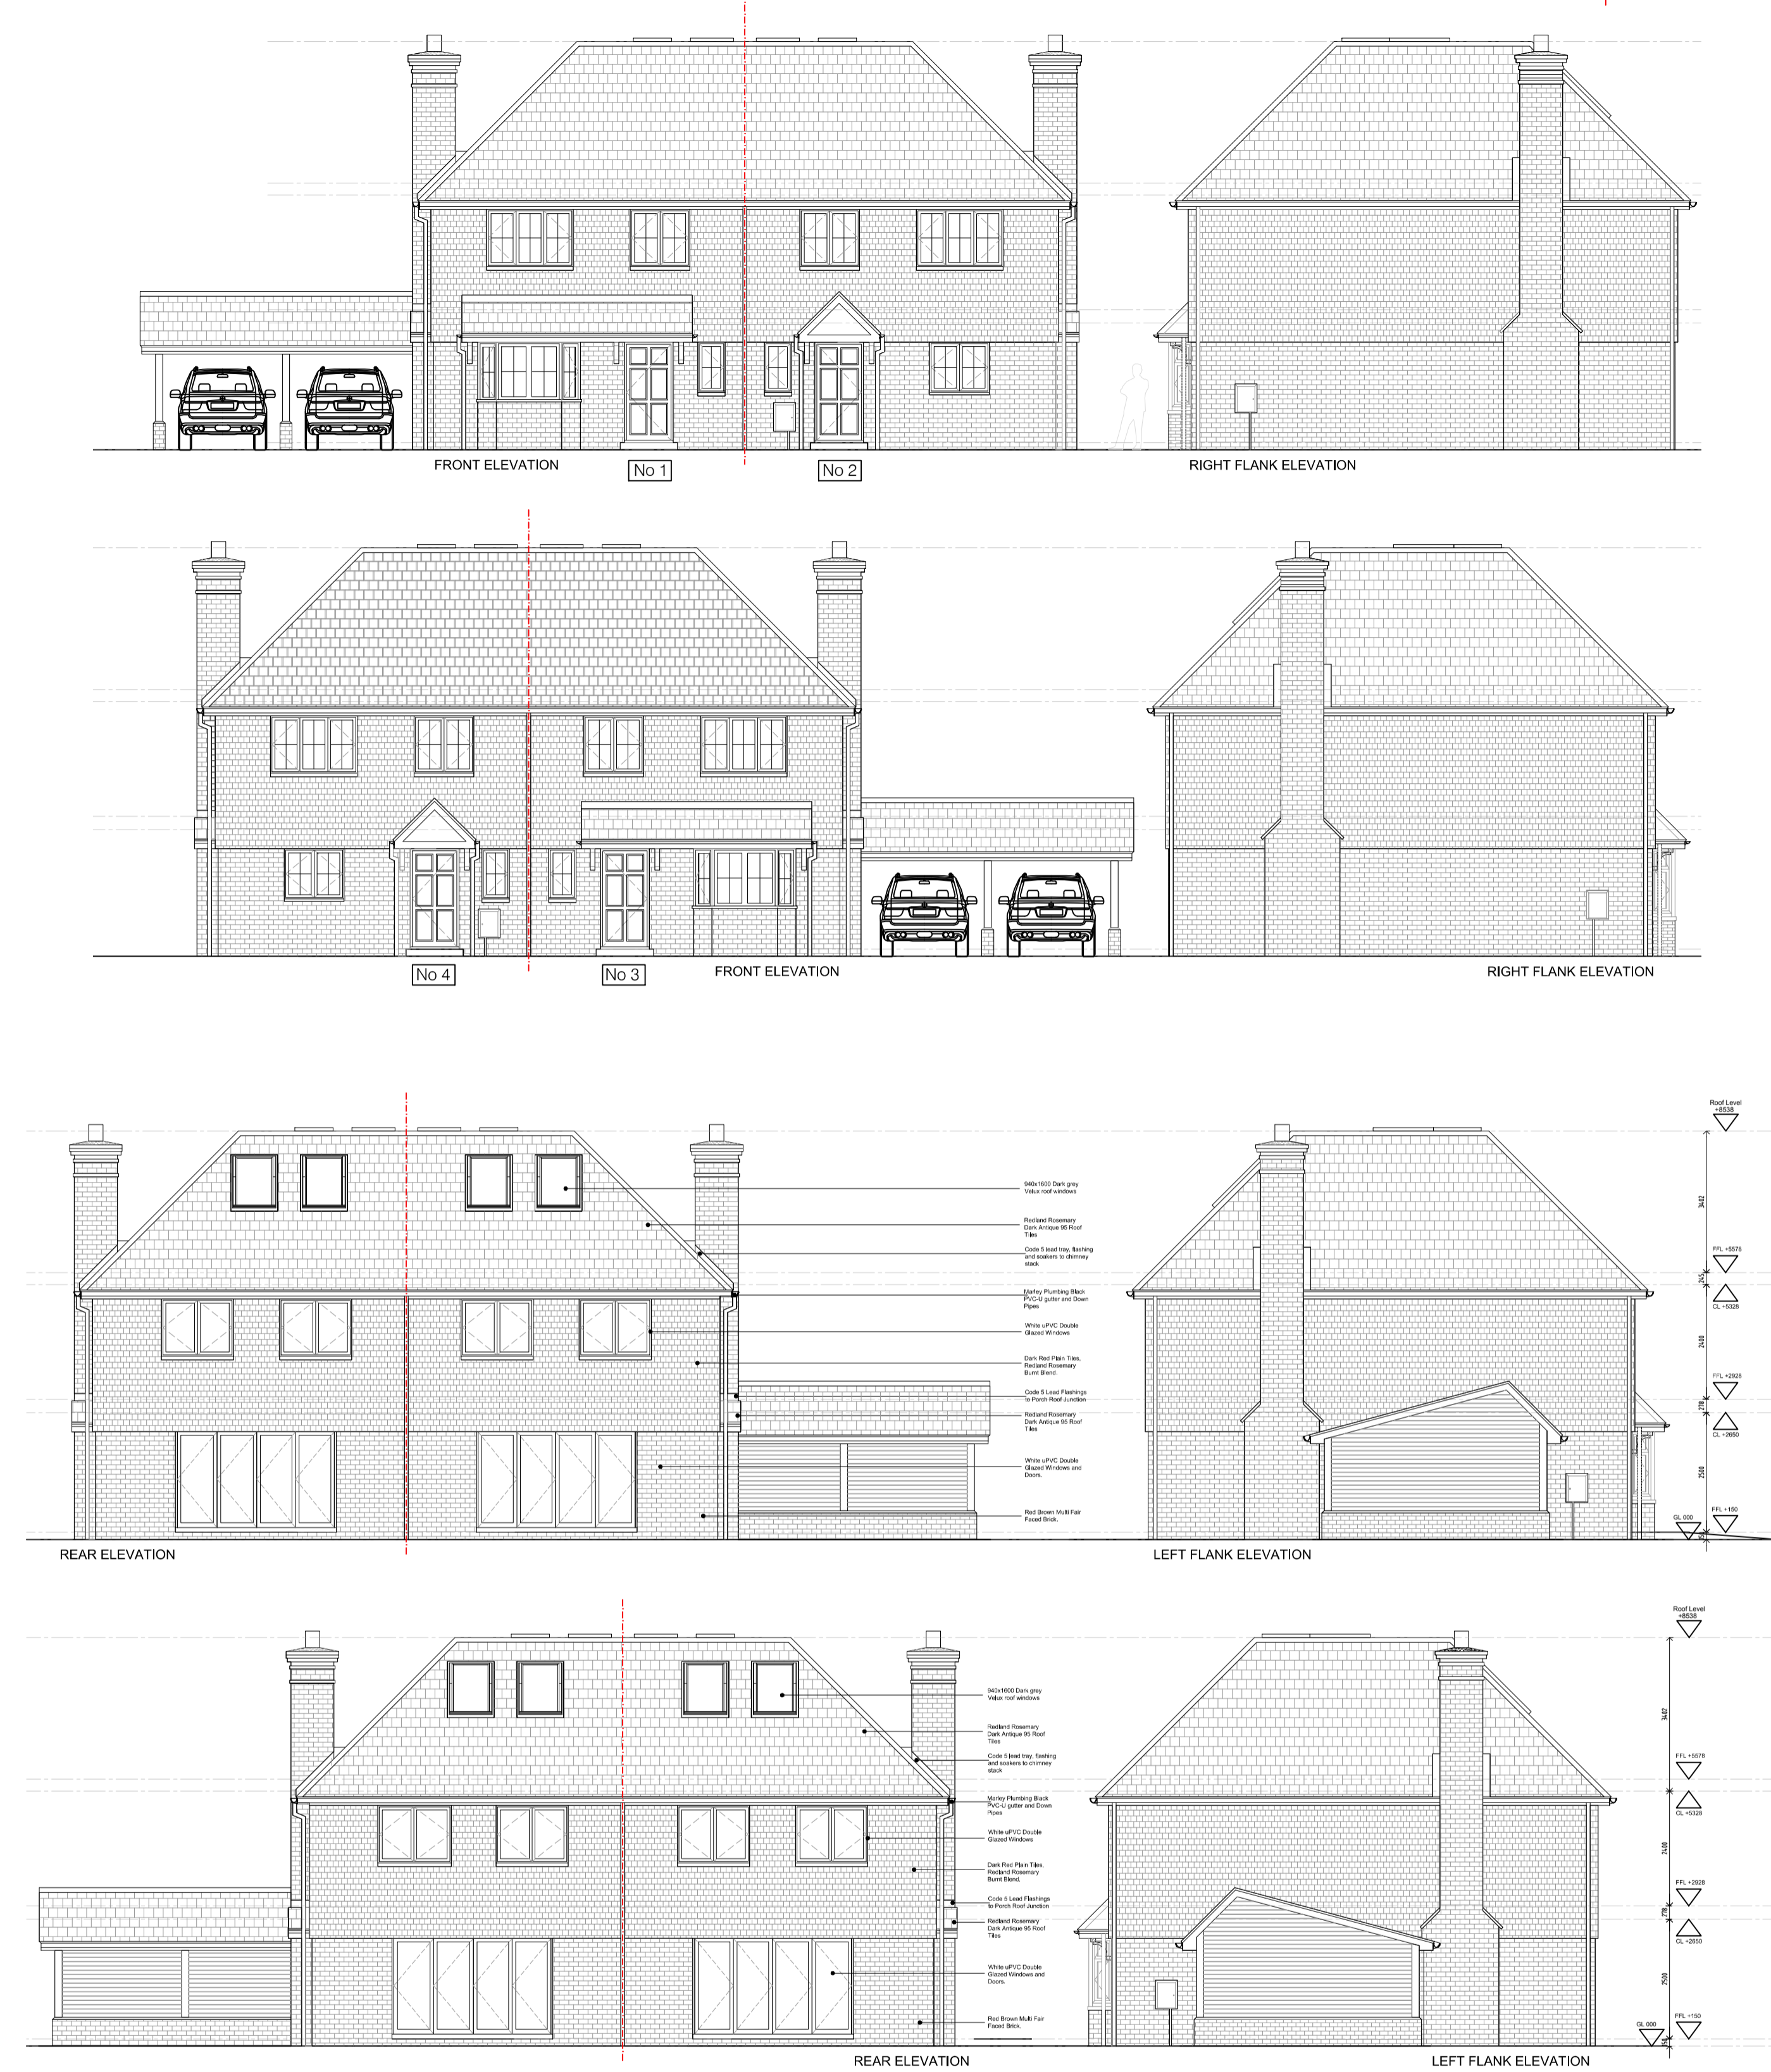 FRONT ELEVATION
No 1
No 2
RIGHT FLANK ELEVATION
No 4
No 3
FRONT ELEVATION
RIGHT FLANK ELEVATION
940x1600 Dark grey
Velux roof windows
Redland Rosemary
Dark Antique 95 Roof
Tiles
Code 5 lead tray, flashing
and soakers to chimney
stack
Marley Plumbing Black
PVC-U gutter and Down
Pipes
White uPVC Double
Glazed Windows
Dark Red Plain Tiles,
Redland Rosemary
Burnt Blend.
Code 5 Lead Flashings
to Porch Roof Junction
Redland Rosemary
Dark Antique 95 Roof
Tiles
White uPVC Double
Glazed Windows and
Doors.
Red Brown Multi Fair
Faced Brick.
Roof Level
+8538
3402
FFL +5578
245
CL +5328
2400
FFL +2928
278
CL +2650
2500
FFL +150
GL 000
REAR ELEVATION
LEFT FLANK ELEVATION
940x1600 Dark grey
Velux roof windows
Redland Rosemary
Dark Antique 95 Roof
Tiles
Code 5 lead tray, flashing
and soakers to chimney
stack
Marley Plumbing Black
PVC-U gutter and Down
Pipes
White uPVC Double
Glazed Windows
Dark Red Plain Tiles,
Redland Rosemary
Burnt Blend.
Code 5 Lead Flashings
to Porch Roof Junction
Redland Rosemary
Dark Antique 95 Roof
Tiles
White uPVC Double
Glazed Windows and
Doors.
Red Brown Multi Fair
Faced Brick.
Roof Level
+8538
3402
FFL +5578
CL +5328
2400
FFL +2928
278
CL +2650
2500
FFL +150
GL 000
REAR ELEVATION
LEFT FLANK ELEVATION